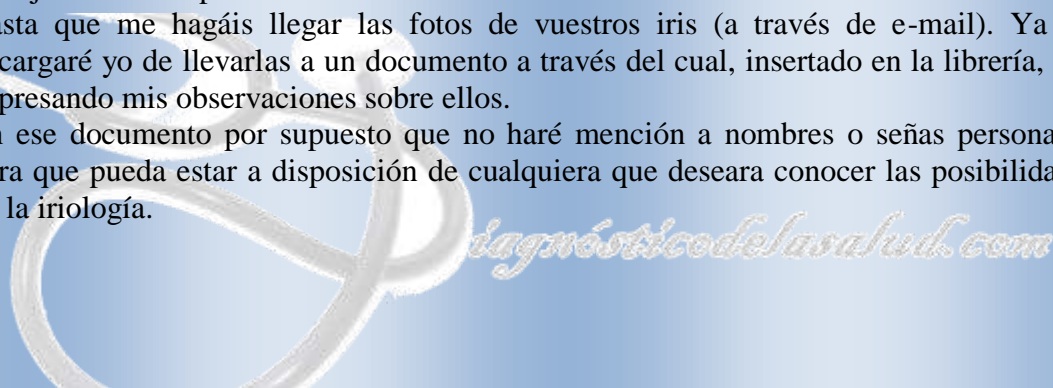 asta que me hagáis llegar las fotos de vuestros iris (a través de e-mail). Ya
cargaré yo de llevarlas a un documento a través del cual, insertado en la librería,
presando mis observaciones sobre ellos.
ese documento por supuesto que no haré mención a nombres o señas persona
ra que pueda estar a disposición de cualquiera que deseara conocer las posibilida
la iriología.
iagnósticodelasalud.com